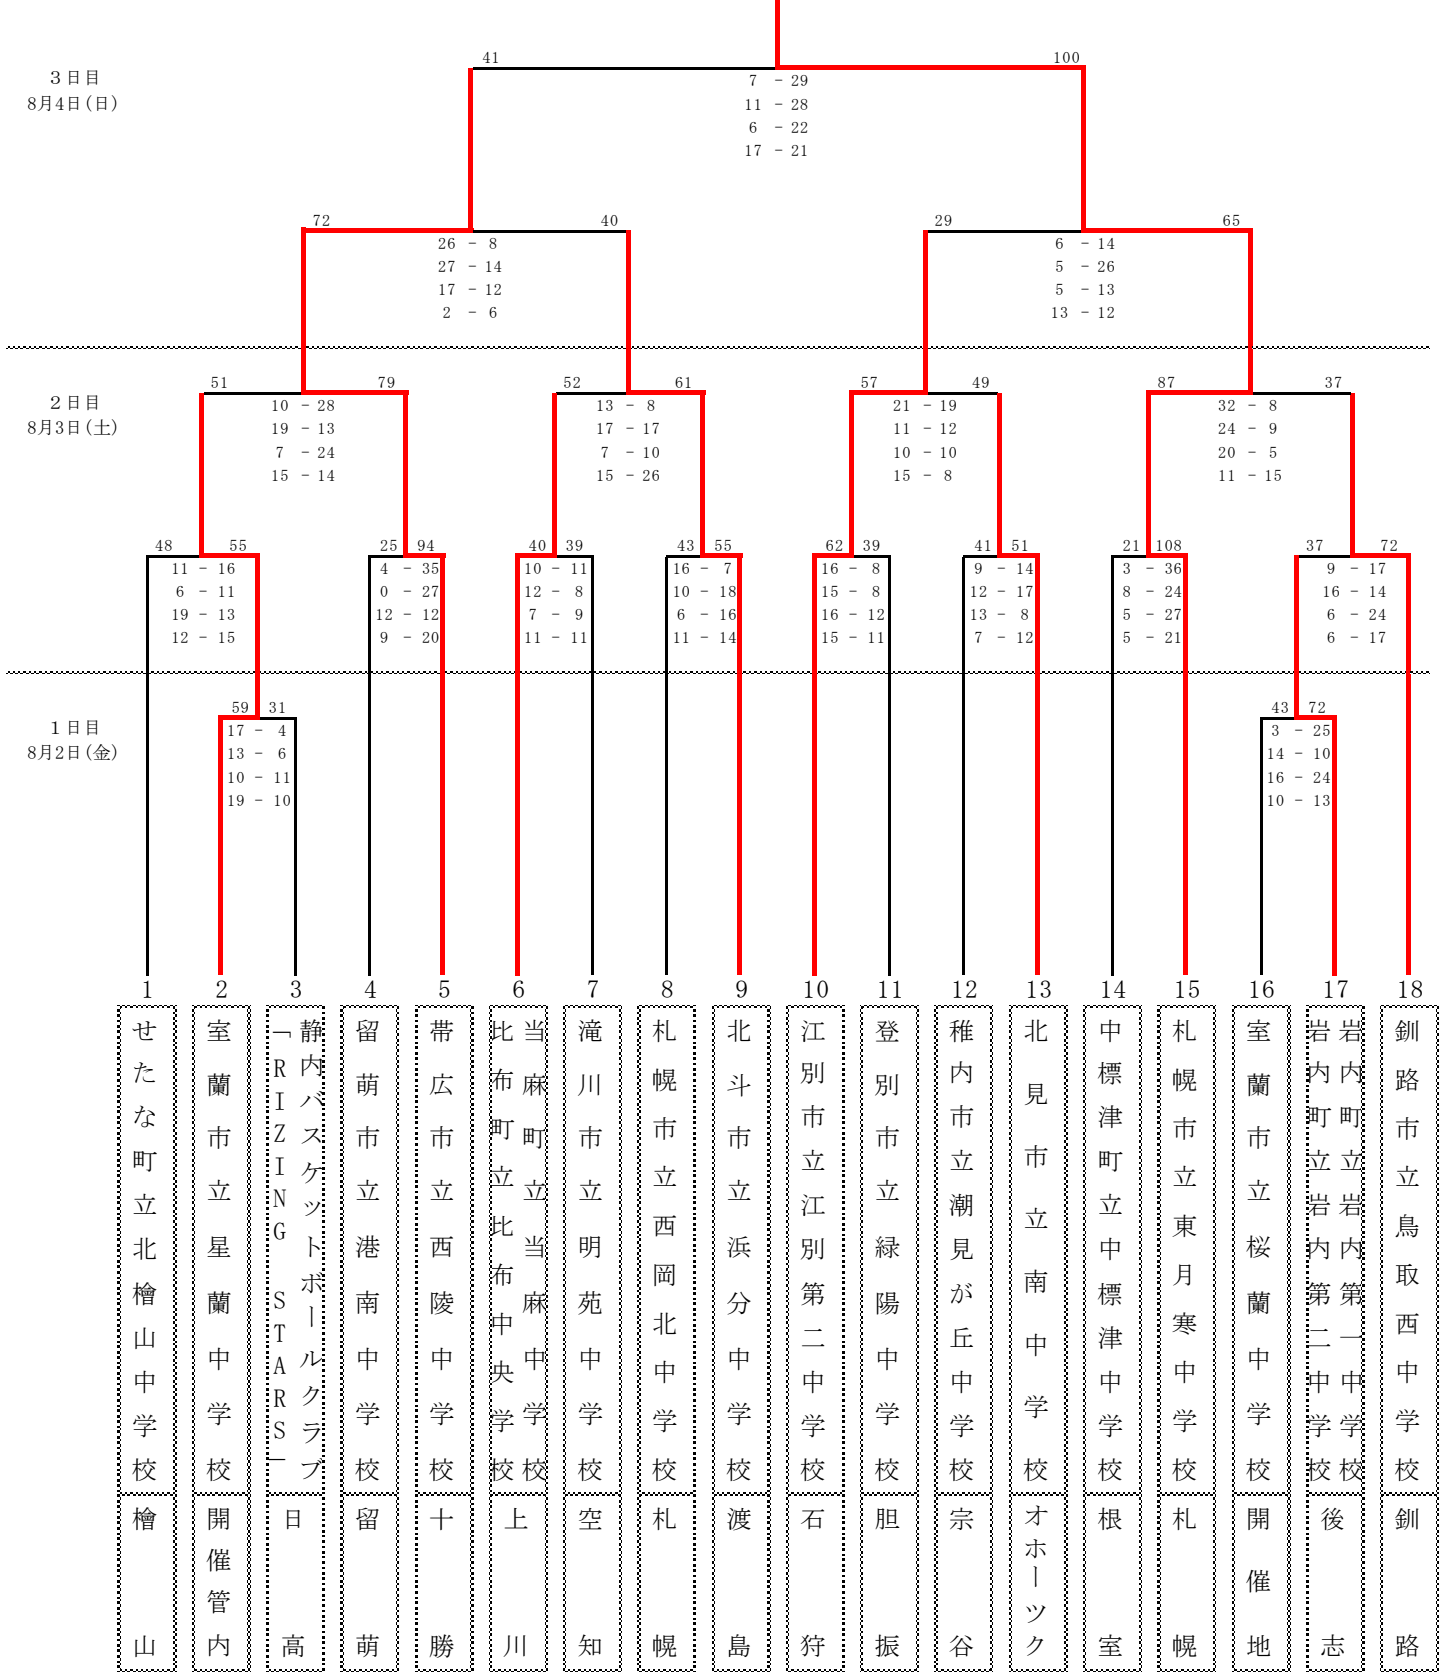 41 100
3日目
8月4日(日)
7 - 29
11 - 28
6 - 22
17 - 21
72 40 29 65
26 - 8 6 - 14
27 - 14 5 - 26
17 - 12 5 - 13
2 - 6 13 - 12
51 79 52 61 57 49 87 37
2日目
8月3日(土)
10 - 28 13 - 8 21 - 19 32 - 8
19 - 13 17 - 17 11 - 12 24 - 9
7 - 24 7 - 10 10 - 10 20 - 5
15 - 14 15 - 26 15 - 8 11 - 15
48 55 25 94 40 39 43 55 62 39 41 51 21 108 37 72
11 - 16 4 - 35 10 - 11 16 - 7 16 - 8 9 - 14 3 - 36 9 - 17
6 - 11 0 - 27 12 - 8 10 - 18 15 - 8 12 - 17 8 - 24 16 - 14
19 - 13 12 - 12 7 - 9 6 - 16 16 - 12 13 - 8 5 - 27 6 - 24
12 - 15 9 - 20 11 - 11 11 - 14 15 - 11 7 - 12 5 - 21 6 - 17
59 31 43 72
1日目
8月2日(金)
17 - 4 3 - 25
13 - 6 14 - 10
10 - 11 16 - 24
19 - 10 10 - 13
1 2 3 4 5 6 7 8 9 10 11 12 13 14 15 16 17 18
せたな町立北檜山中学校
檜山
室蘭市立星蘭中学校
開催管内
静内バスケットボールクラブ
「RIZING STARS」
日高
留萌市立港南中学校
留萌
帯広市立西陵中学校
十勝
当麻町立当麻中学校
比布町立比布中央学校
上川
滝川市立明苑中学校
空知
札幌市立西岡北中学校
札幌
北斗市立浜分中学校
渡島
江別市立江別第二中学校
石狩
登別市立緑陽中学校
胆振
稚内市立潮見が丘中学校
宗谷
北見市立南中学校
オホーツク
中標津町立中標津中学校
根室
札幌市立東月寒中学校
札幌
室蘭市立桜蘭中学校
開催地
岩内町立岩内第一中学校
岩内町立岩内第二中学校
後志
釧路市立鳥取西中学校
釧路